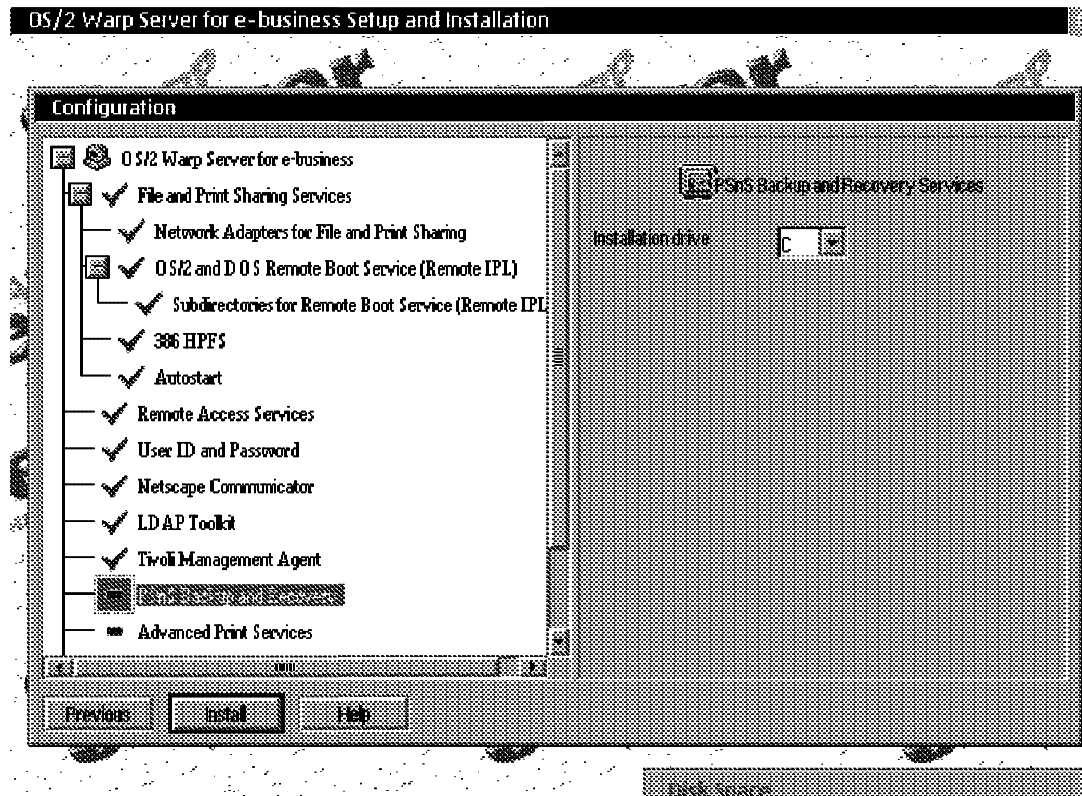 OS/2 Warp Server for e-business Setup and Installation
Configuration
OS/2 Warp Server for e-business
File and Print Sharing Services
Network Adapters for File and Print Sharing
OS/2 and DOS Remote Boot Service (Remote IPL)
Subdirectories for Remote Boot Service (Remote IPL
386 HPFS
Autostart
Remote Access Services
User ID and Password
Netscape Communicator
LDAP Toolkit
Tivoli Management Agent
Advanced Print Services
PSnS Backup and Recovery Services
Installation drive
C
Previous
Install
Help
Disk Space